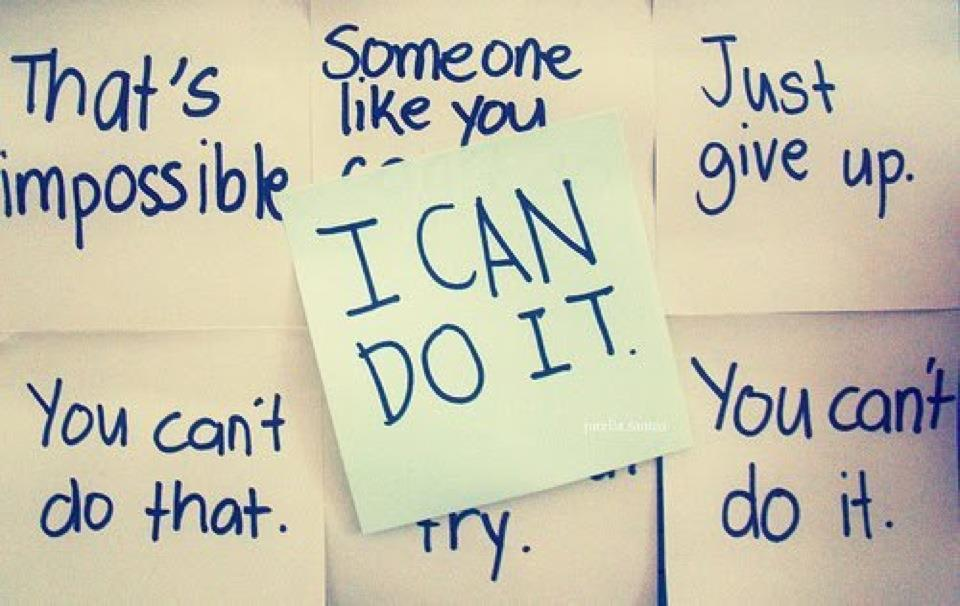 That's
impossible
Someone
like you
Just
give up.
I CAN
DO IT.
You can't
do that.
try.
You can't
do it.